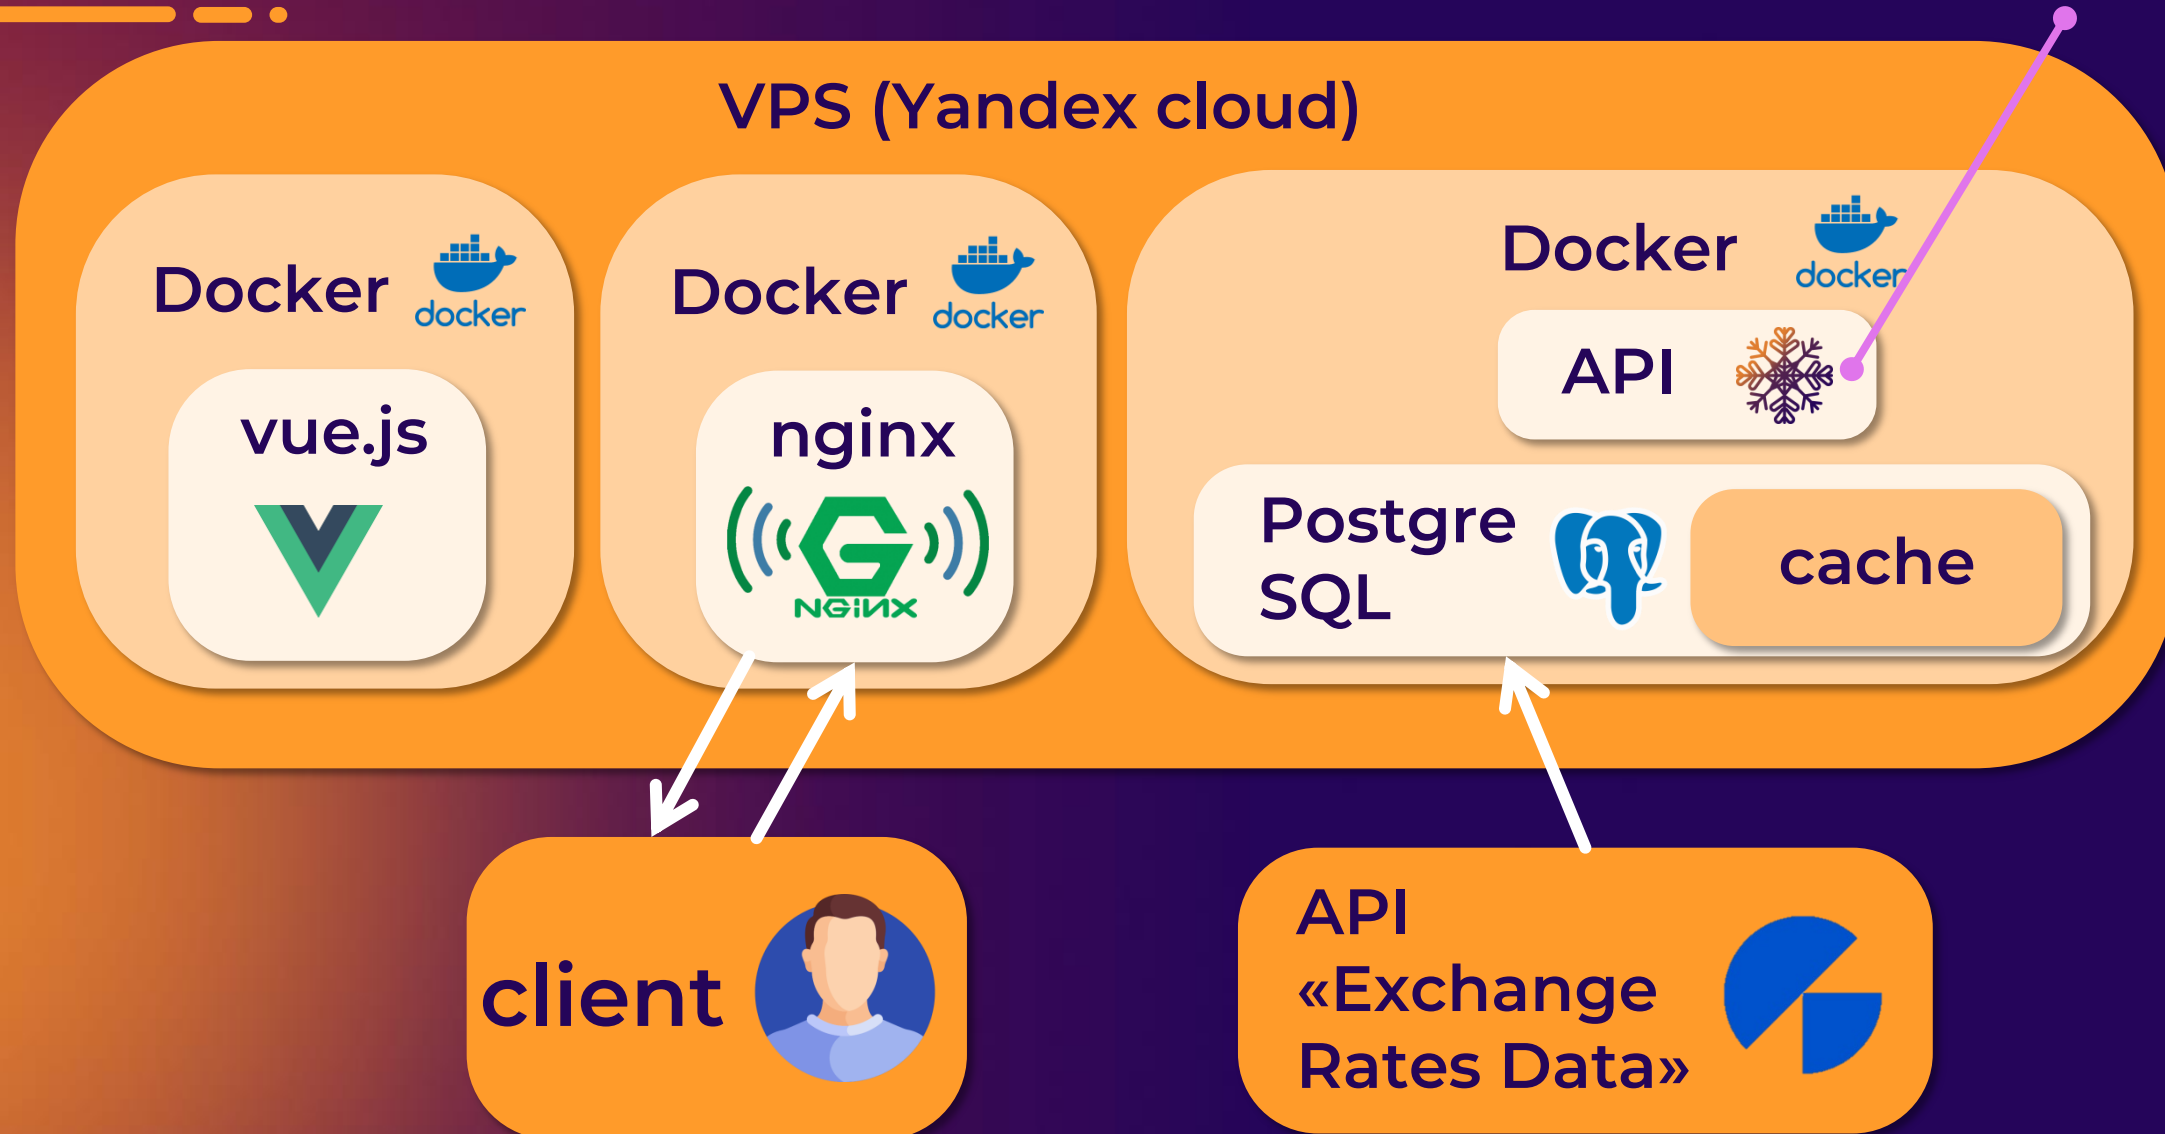 VPS (Yandex cloud)
Docker
docker
vue.js
Docker
docker
nginx
NGiNX
Docker
docker
API
Postgre
SQL
cache
client
API
«Exchange
Rates Data»